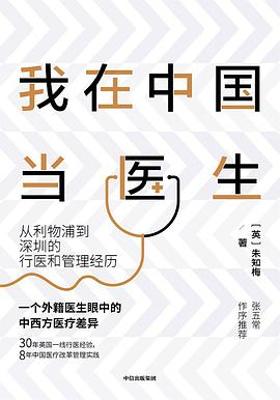 我在中国
当医生
[英]朱知梅
/著
从利物浦到
深圳的
行医和管理经历
张五常
作序推荐
一个外籍医生眼中的
中西方医疗差异
30年英国一线行医经验,
8年中国医疗改革管理实践
中信出版集团